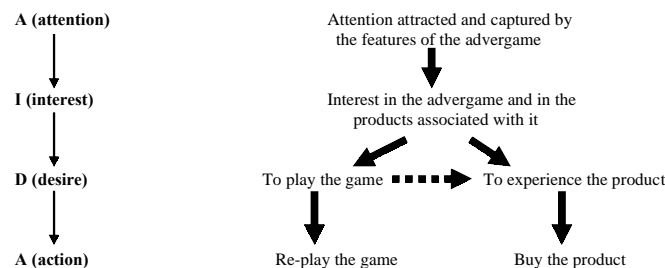 A (attention)
Attention attracted and captured by
the features of the advergame
I (interest)
Interest in the advergame and in the
products associated with it
D (desire)
To play the game
To experience the product
A (action)
Re-play the game
Buy the product